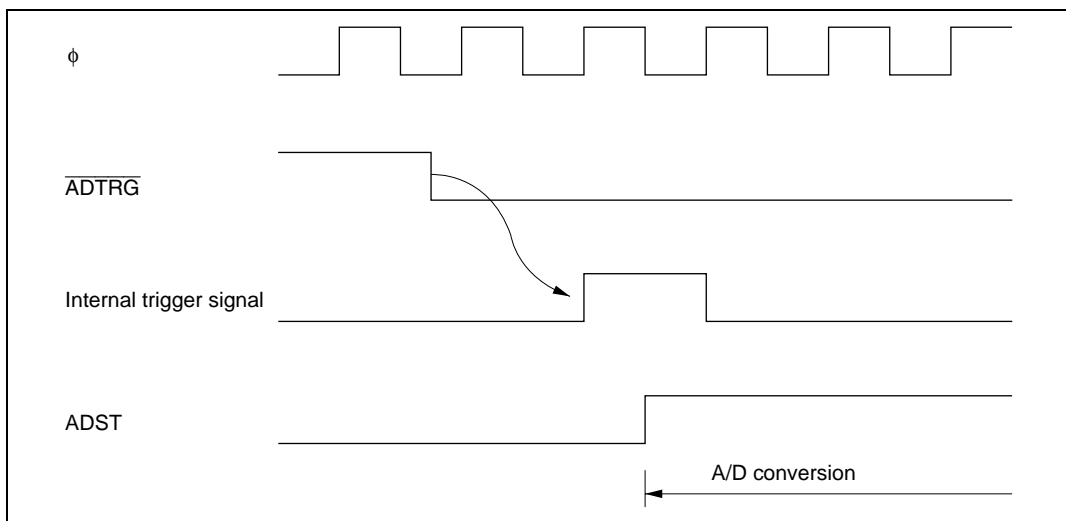 ϕ
ADTRG
Internal trigger signal
ADST
A/D conversion